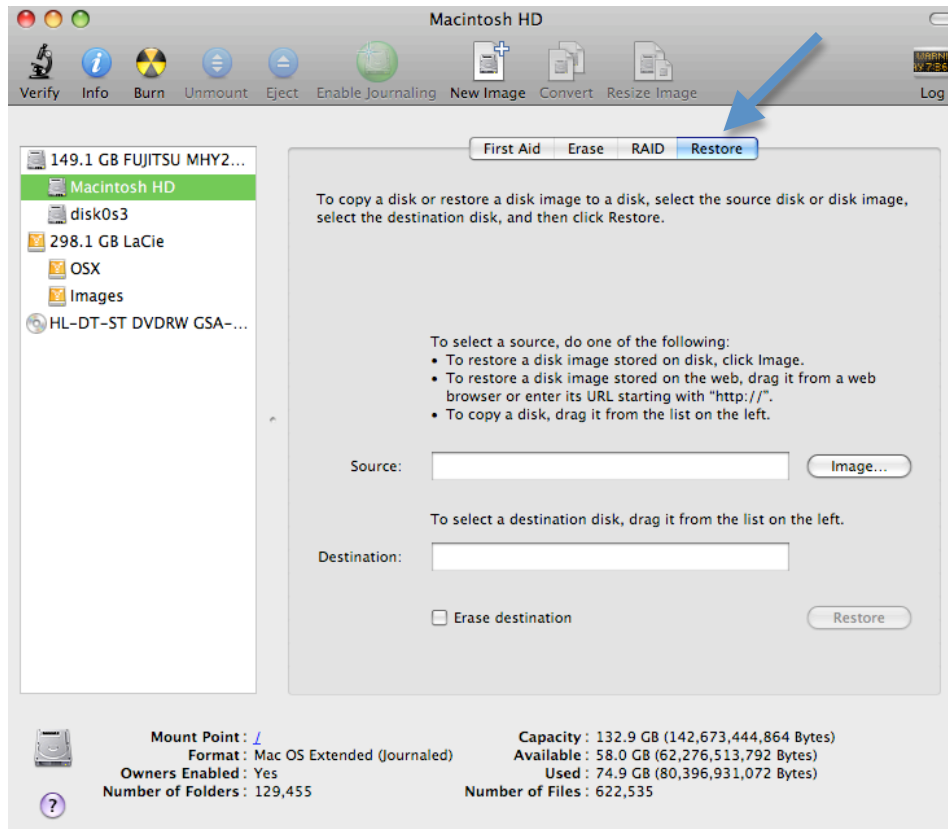 Macintosh HD
Verify Info Burn Unmount Eject Enable Journaling New Image Convert Resize Image Log
First Aid Erase RAID Restore
149.1 GB FUJITSU MHY2...
Macintosh HD
disk0s3
298.1 GB LaCie
OSX
Images
HL-DT-ST DVDRW GSA-...
To copy a disk or restore a disk image to a disk, select the source disk or disk image,
select the destination disk, and then click Restore.
To select a source, do one of the following:
• To restore a disk image stored on disk, click Image.
• To restore a disk image stored on the web, drag it from a web
browser or enter its URL starting with “http://”.
• To copy a disk, drag it from the list on the left.
Source: Image...
To select a destination disk, drag it from the list on the left.
Destination:
Erase destination Restore
Mount Point : / Capacity : 132.9 GB (142,673,444,864 Bytes)
Format : Mac OS Extended (Journaled) Available : 58.0 GB (62,276,513,792 Bytes)
Owners Enabled : Yes Used : 74.9 GB (80,396,931,072 Bytes)
Number of Folders : 129,455 Number of Files : 622,535
?